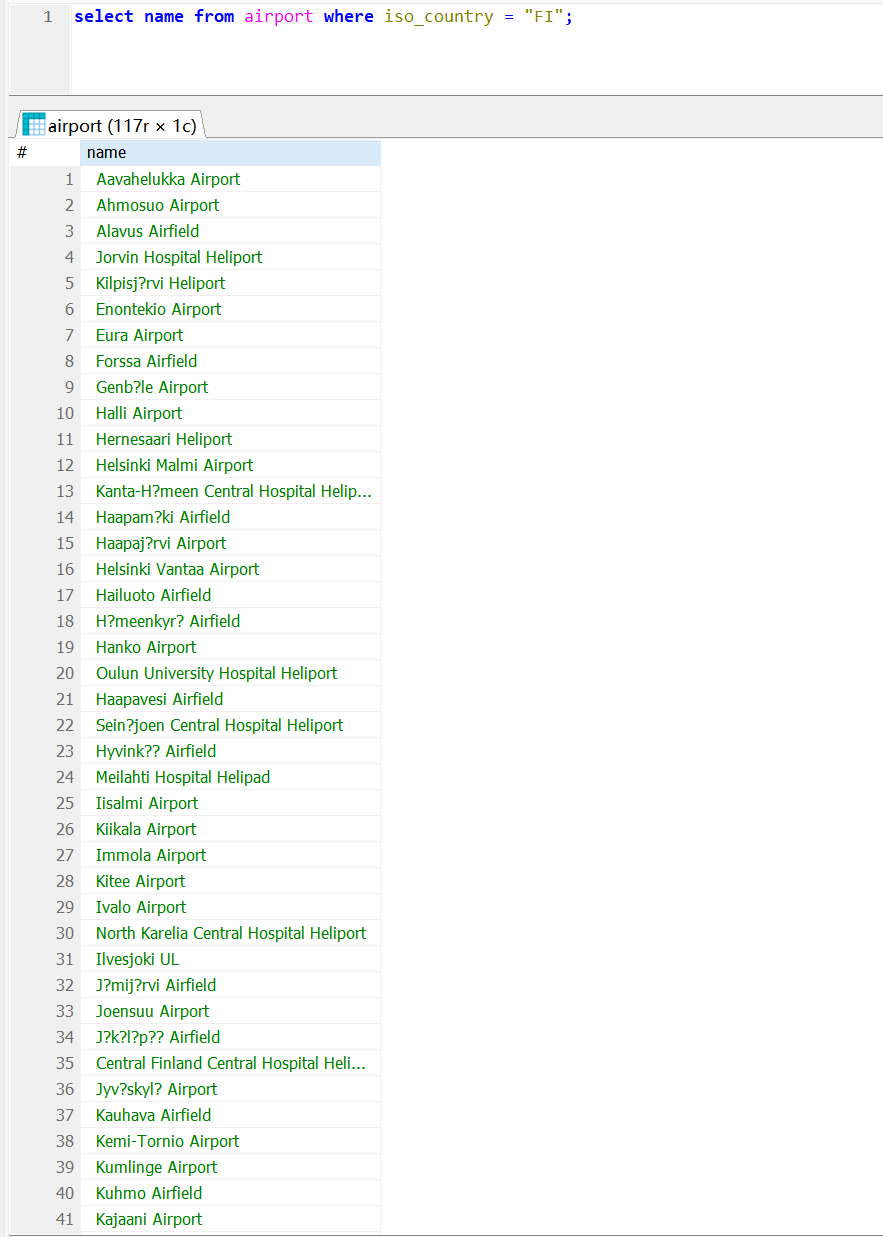 1 select name from airport where iso_country = "FI";
airport (117r × 1c)
# name
1 Aavahelukka Airport
2 Ahmosuo Airport
3 Alavus Airfield
4 Jorvin Hospital Heliport
5 Kilpisj?rvi Heliport
6 Enontekio Airport
7 Eura Airport
8 Forssa Airfield
9 Genb?le Airport
10 Halli Airport
11 Hernesaari Heliport
12 Helsinki Malmi Airport
13 Kanta-H?meen Central Hospital Helip...
14 Haapam?ki Airfield
15 Haapaj?rvi Airport
16 Helsinki Vantaa Airport
17 Hailuoto Airfield
18 H?meenkyr? Airfield
19 Hanko Airport
20 Oulun University Hospital Heliport
21 Haapavesi Airfield
22 Sein?joen Central Hospital Heliport
23 Hyvink?? Airfield
24 Meilahti Hospital Helipad
25 Iisalmi Airport
26 Kiikala Airport
27 Immola Airport
28 Kitee Airport
29 Ivalo Airport
30 North Karelia Central Hospital Heliport
31 Ilvesjoki UL
32 J?mij?rvi Airfield
33 Joensuu Airport
34 J?k?l?p?? Airfield
35 Central Finland Central Hospital Heli...
36 Jyv?skyl? Airport
37 Kauhava Airfield
38 Kemi-Tornio Airport
39 Kumlinge Airport
40 Kuhmo Airfield
41 Kajaani Airport